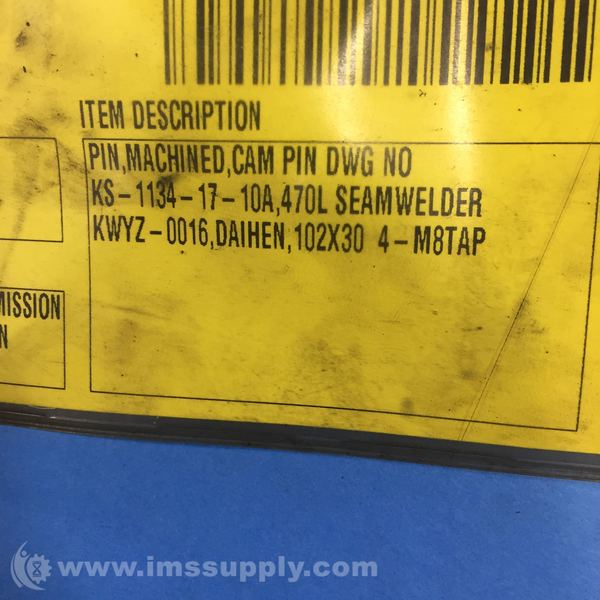 ITEM DESCRIPTION
PIN,MACHINED,CAM PIN DWG NO
KS-1134-17-10A,470L SEAMWELDER
KWYZ-0016,DAIHEN,102X30 4-M8TAP
MISSION
N
www.imssupply.com